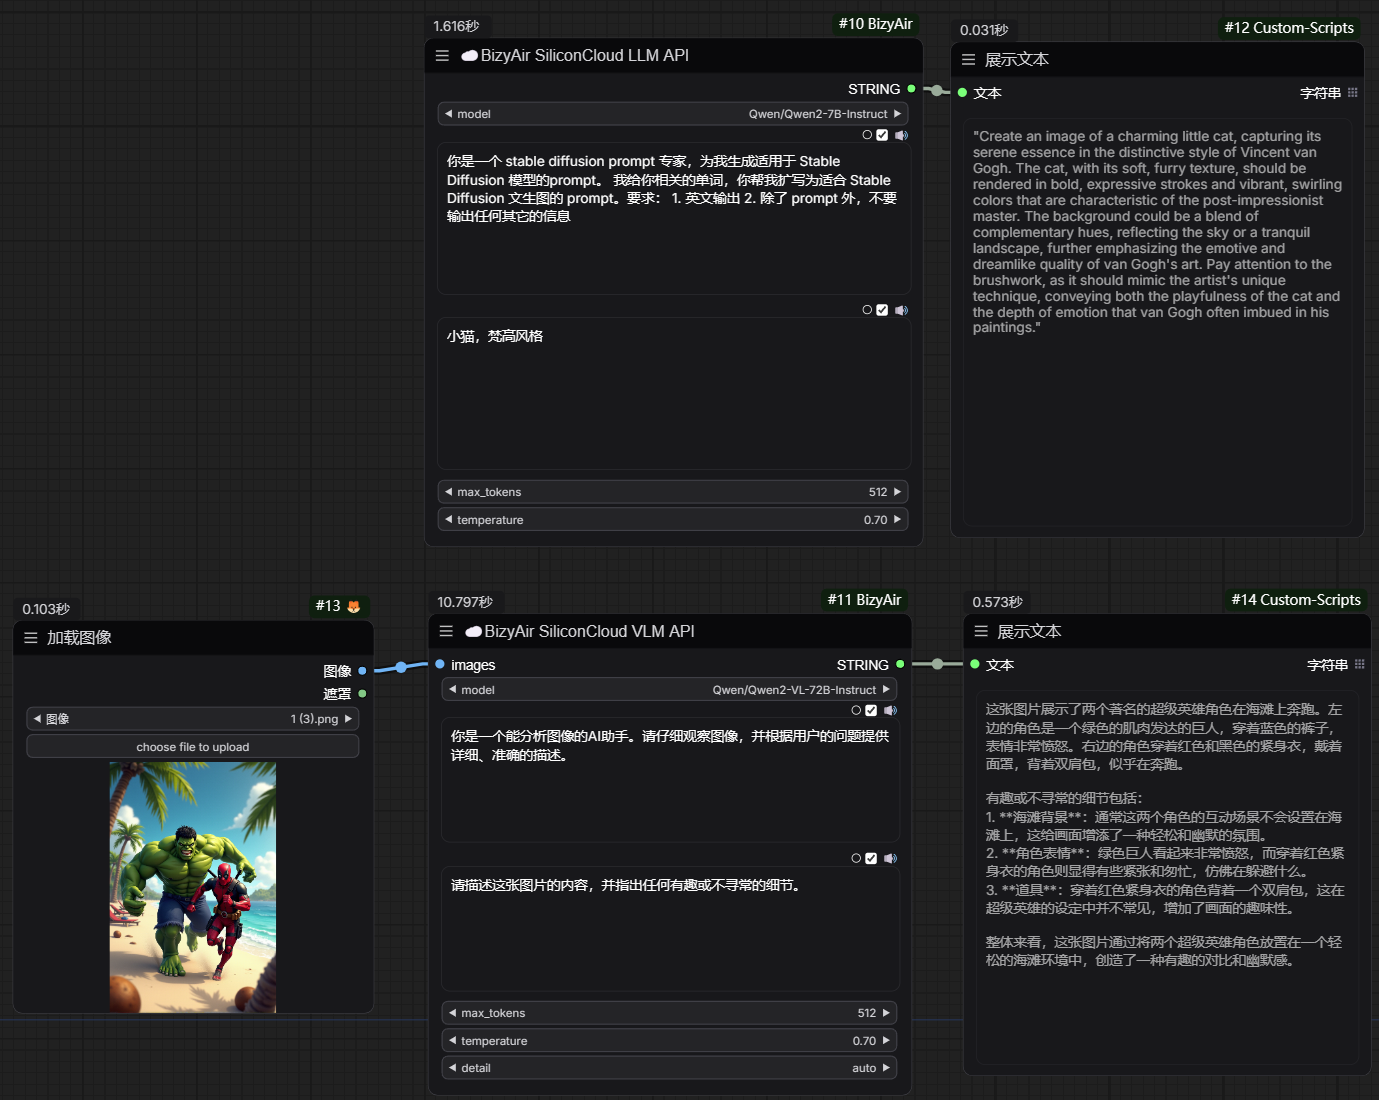 1.616秒
#10 BizyAir
BizyAir SiliconCloud LLM API
STRING
model
Qwen/Qwen2-7B-Instruct
你是一个 stable diffusion prompt 专家，为我生成适用于 Stable
Diffusion 模型的prompt。 我给你相关的单词，你帮我扩写为适合 Stable
Diffusion 文生图的 prompt。要求： 1. 英文输出 2. 除了 prompt 外，不要
输出任何其它的信息
小猫，梵高风格
max_tokens
512
temperature
0.70
0.031秒
#12 Custom-Scripts
展示文本
文本
字符串
"Create an image of a charming little cat, capturing its
serene essence in the distinctive style of Vincent van
Gogh. The cat, with its soft, furry texture, should be
rendered in bold, expressive strokes and vibrant, swirling
colors that are characteristic of the post-impressionist
master. The background could be a blend of
complementary hues, reflecting the sky or a tranquil
landscape, further emphasizing the emotive and
dreamlike quality of van Gogh's art. Pay attention to the
brushwork, as it should mimic the artist's unique
technique, conveying both the playfulness of the cat and
the depth of emotion that van Gogh often imbued in his
paintings."
0.103秒
#13
加载图像
图像
遮罩
图像
1 (3).png
choose file to upload
10.797秒
#11 BizyAir
BizyAir SiliconCloud VLM API
images
STRING
model
Qwen/Qwen2-VL-72B-Instruct
你是一个能分析图像的AI助手。请仔细观察图像，并根据用户的问题提供
详细、准确的描述。
请描述这张图片的内容，并指出任何有趣或不寻常的细节。
max_tokens
512
temperature
0.70
detail
auto
0.573秒
#14 Custom-Scripts
展示文本
文本
字符串
这张图片展示了两个著名的超级英雄角色在海滩上奔跑。左
边的角色是一个绿色的肌肉发达的巨人，穿着蓝色的裤子，
表情非常愤怒。右边的角色穿着红色和黑色的紧身衣，戴着
面罩，背着双肩包，似乎在奔跑。
有趣或不寻常的细节包括：
1. **海滩背景**：通常这两个角色的互动场景不会设置在海
滩上，这给画面增添了一种轻松和幽默的氛围。
2. **角色表情**：绿色巨人看起来非常愤怒，而穿着红色紧
身衣的角色则显得有些紧张和匆忙，仿佛在躲避什么。
3. **道具**：穿着红色紧身衣的角色背着一个双肩包，这在
超级英雄的设定中并不常见，增加了画面的趣味性。
整体来看，这张图片通过将两个超级英雄角色放置在一个轻
松的海滩环境中，创造了一种有趣的对比和幽默感。